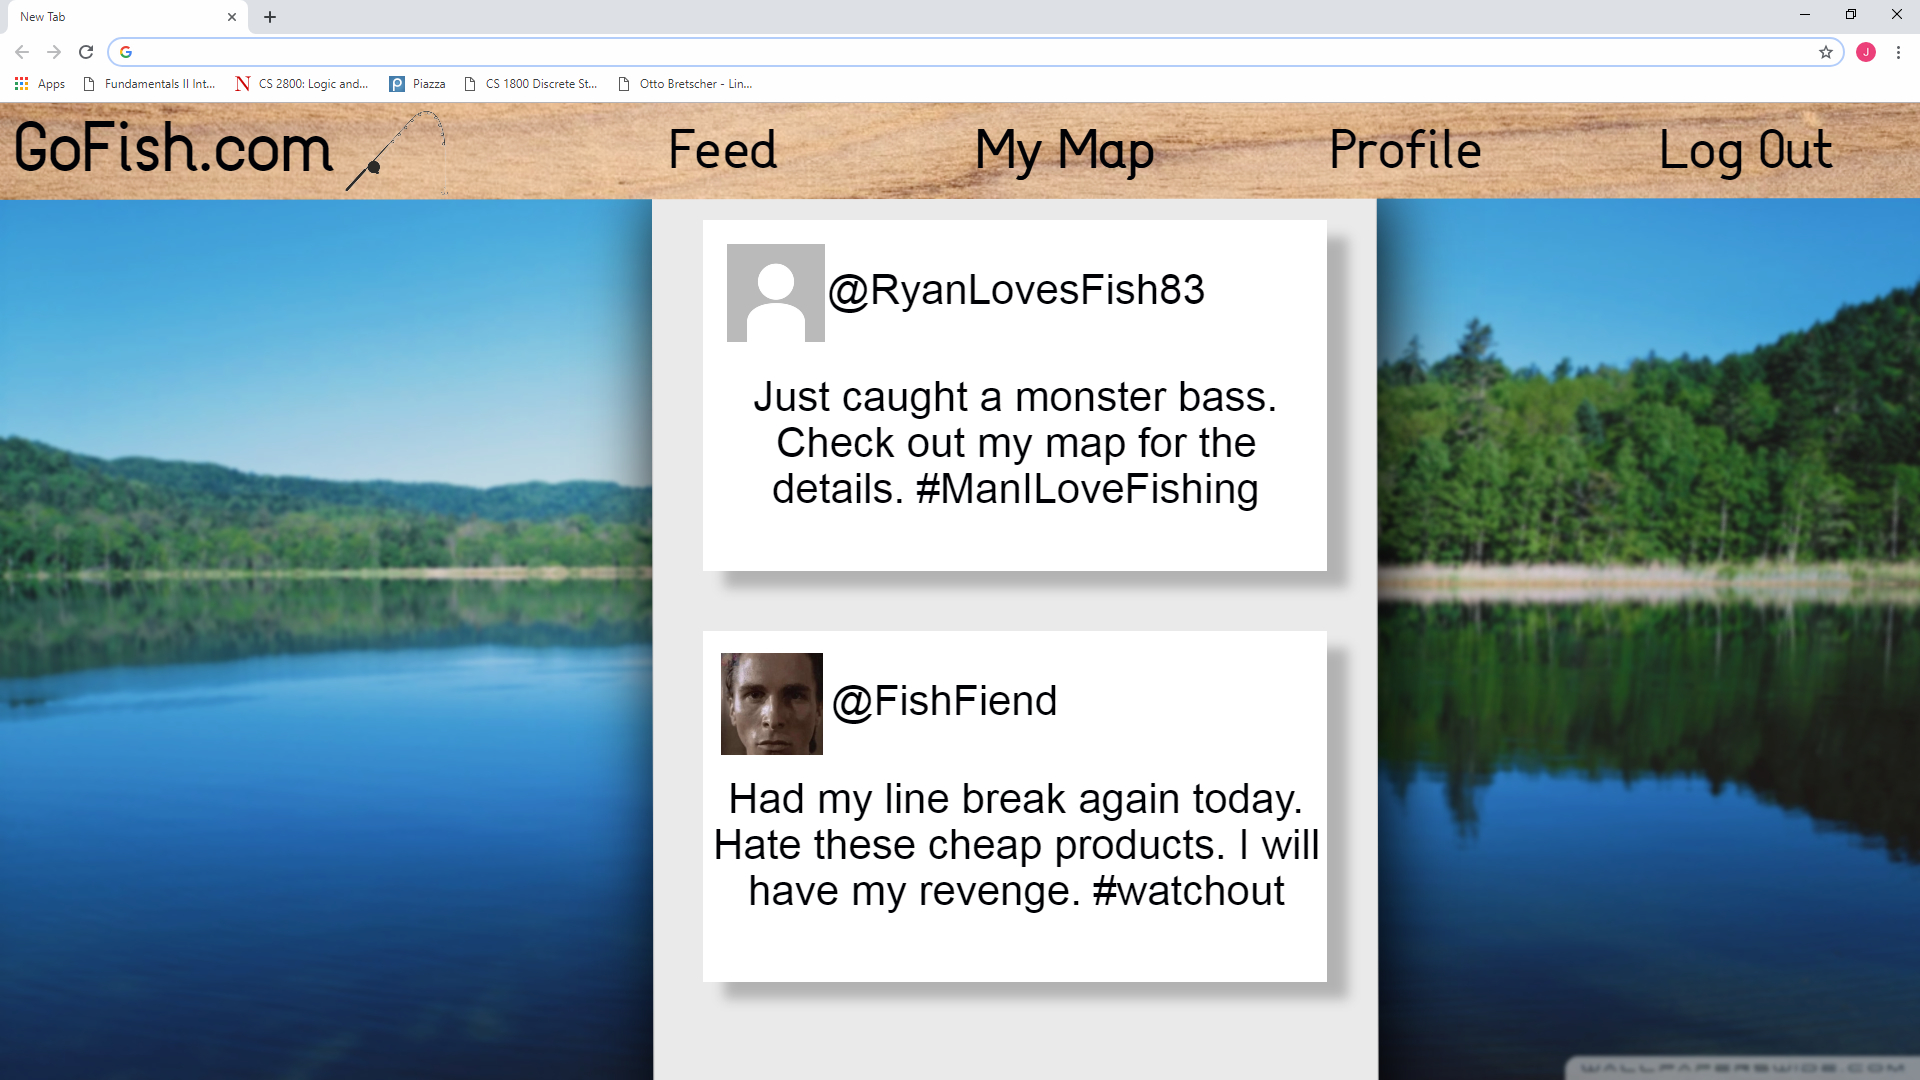 New Tab
J
Apps
Fundamentals II Int...
CS 2800: Logic and...
Piazza
CS 1800 Discrete St...
Otto Bretscher - Lin...
GoFish.com
Feed
My Map
Profile
Log Out
@RyanLovesFish83
Just caught a monster bass.
Check out my map for the
details. #ManILoveFishing
@FishFiend
Had my line break again today.
Hate these cheap products. I will
have my revenge. #watchout
WALLPAPERSWIDE.COM